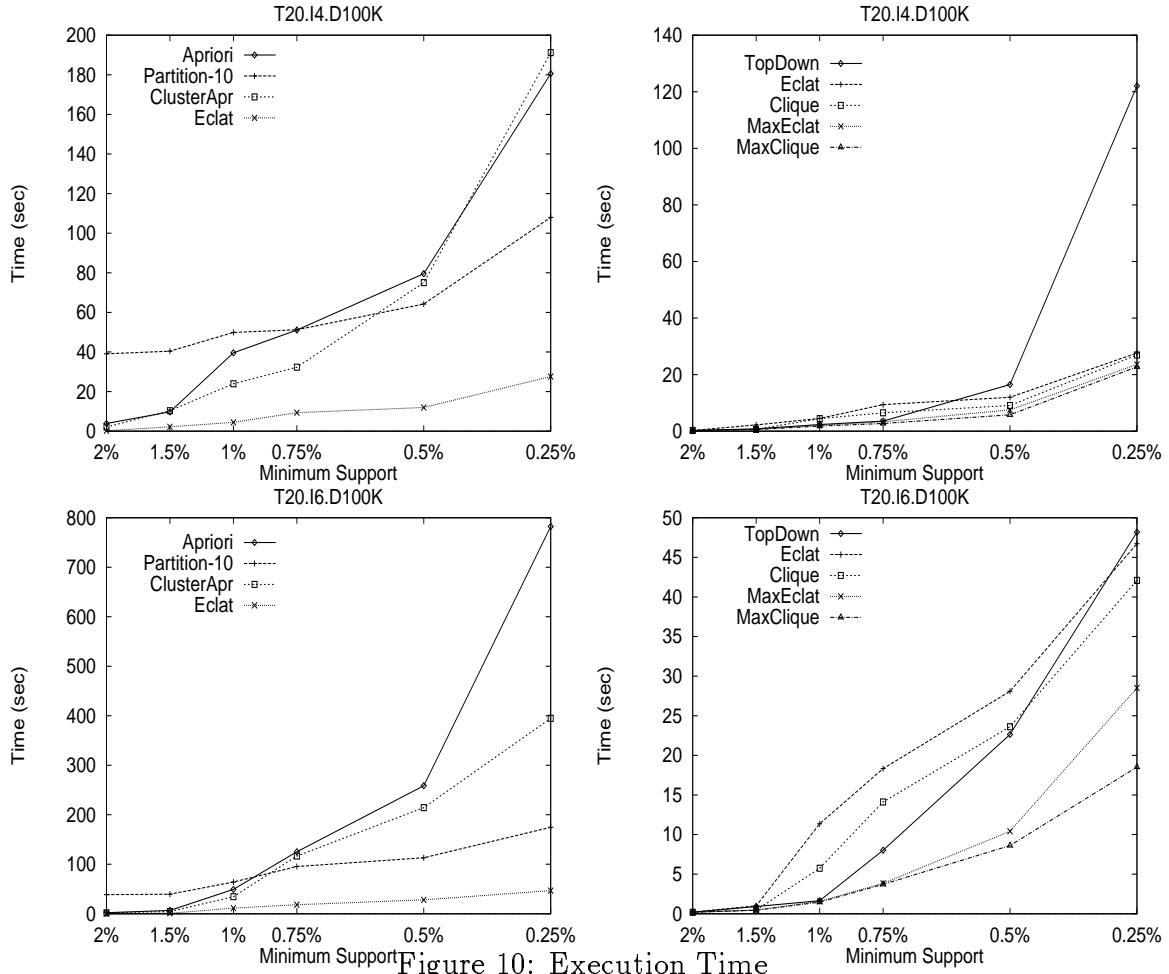 T20.I4.D100K
200
180
160
140
120
100
80
60
40
20
0
Time (sec)
Apriori
Partition-10
ClusterApr
Eclat
2% 1.5% 1% 0.75% 0.5% 0.25%
Minimum Support
T20.I4.D100K
140
120
100
80
60
40
20
0
Time (sec)
TopDown
Eclat
Clique
MaxEclat
MaxClique
2% 1.5% 1% 0.75% 0.5% 0.25%
Minimum Support
T20.I6.D100K
800
700
600
500
400
300
200
100
0
Time (sec)
Apriori
Partition-10
ClusterApr
Eclat
2% 1.5% 1% 0.75% 0.5% 0.25%
Minimum Support
T20.I6.D100K
50
45
40
35
30
25
20
15
10
5
0
Time (sec)
TopDown
Eclat
Clique
MaxEclat
MaxClique
2% 1.5% 1% 0.75% 0.5% 0.25%
Minimum Support
Figure 10: Execution Time